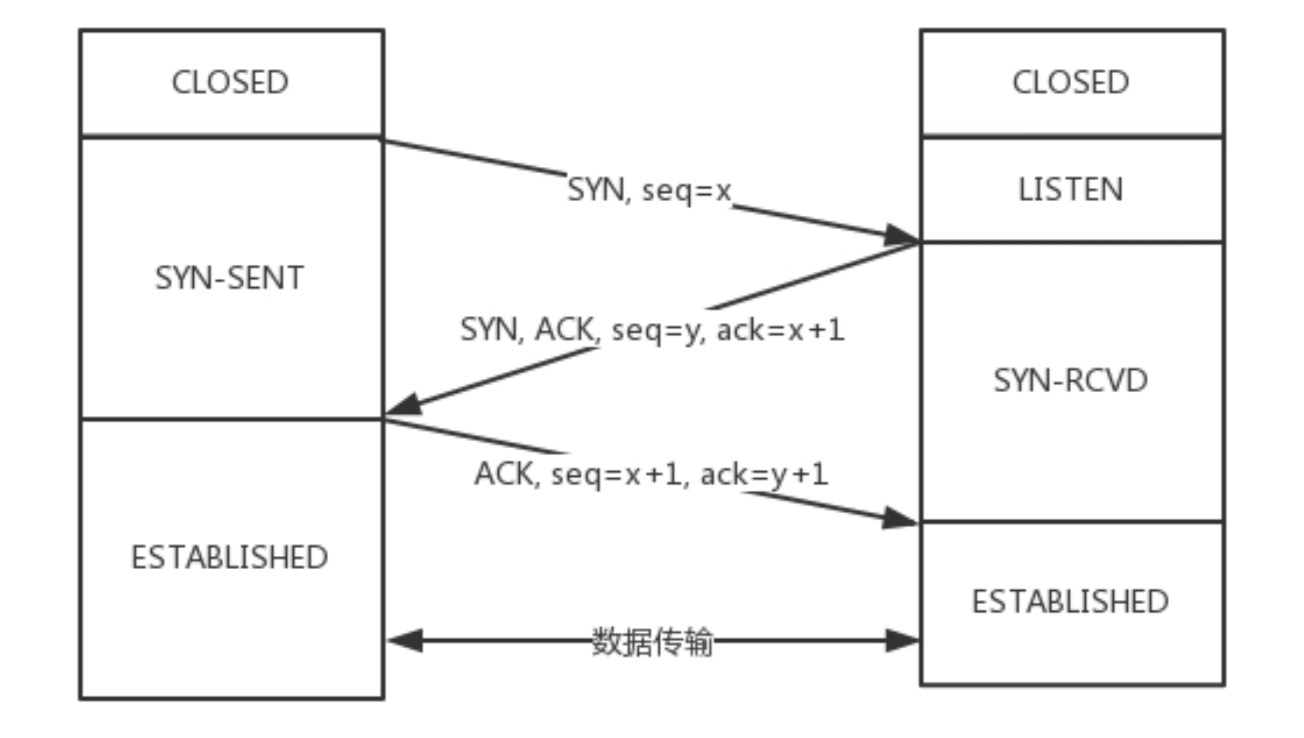 CLOSED
CLOSED
SYN, seq=x
LISTEN
SYN-SENT
SYN, ACK, seq=y, ack=x+1
SYN-RCVD
ACK, seq=x+1, ack=y+1
ESTABLISHED
ESTABLISHED
数据传输